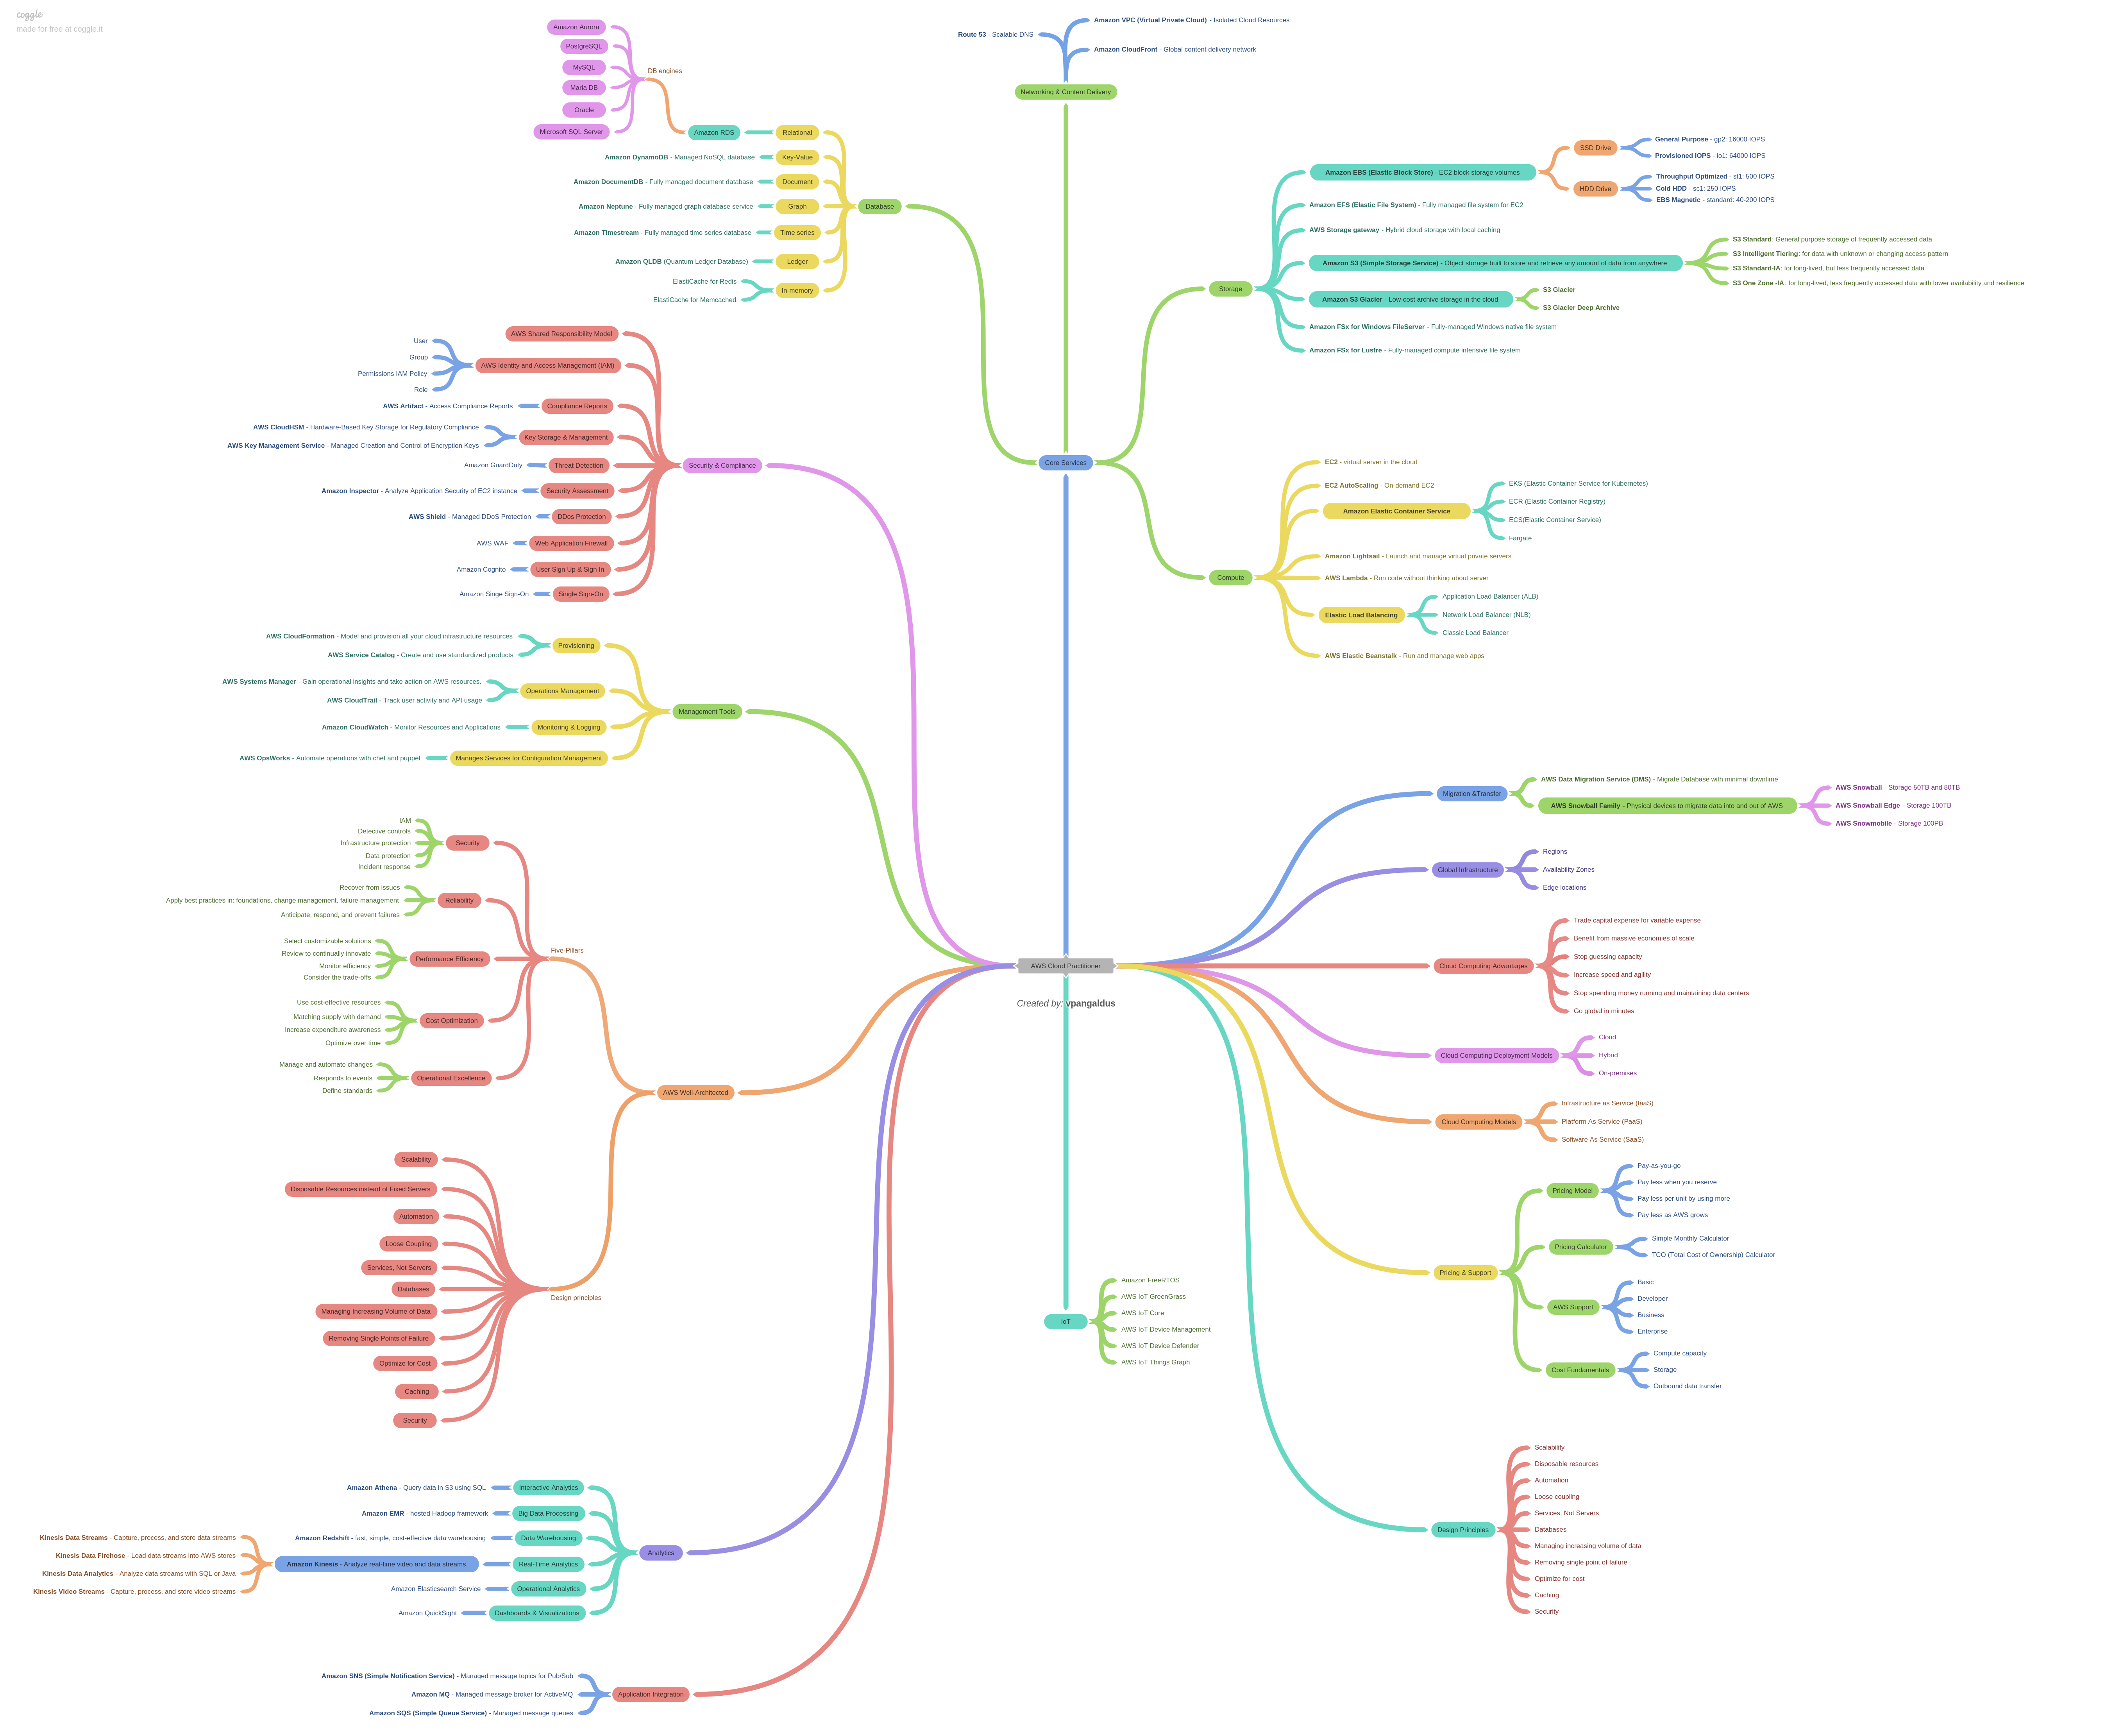 coggle
made for free at coggle.it
Amazon VPC (Virtual Private Cloud) - Isolated Cloud Resources
Route 53 - Scalable DNS
Amazon CloudFront - Global content delivery network
Networking & Content Delivery
Amazon Aurora
PostgreSQL
MySQL
Maria DB
Oracle
Microsoft SQL Server
DB engines
Amazon RDS
Relational
Amazon DynamoDB - Managed NoSQL database
Key-Value
Amazon DocumentDB - Fully managed document database
Document
Amazon Neptune - Fully managed graph database service
Graph
Database
Amazon Timestream - Fully managed time series database
Time series
Amazon QLDB (Quantum Ledger Database)
Ledger
ElastiCache for Redis
ElastiCache for Memcached
In-memory
Core Services
Storage
Amazon EBS (Elastic Block Store) - EC2 block storage volumes
SSD Drive
General Purpose - gp2: 16000 IOPS
Provisioned IOPS - io1: 64000 IOPS
HDD Drive
Throughput Optimized - st1: 500 IOPS
Cold HDD - sc1: 250 IOPS
EBS Magnetic - standard: 40-200 IOPS
Amazon EFS (Elastic File System) - Fully managed file system for EC2
AWS Storage gateway - Hybrid cloud storage with local caching
Amazon S3 (Simple Storage Service) - Object storage built to store and retrieve any amount of data from anywhere
S3 Standard: General purpose storage of frequently accessed data
S3 Intelligent Tiering: for data with unknown or changing access pattern
S3 Standard-IA: for long-lived, but less frequently accessed data
S3 One Zone -IA: for long-lived, less frequently accessed data with lower availability and resilience
Amazon S3 Glacier - Low-cost archive storage in the cloud
S3 Glacier
S3 Glacier Deep Archive
Amazon FSx for Windows FileServer - Fully-managed Windows native file system
Amazon FSx for Lustre - Fully-managed compute intensive file system
Compute
EC2 - virtual server in the cloud
EC2 AutoScaling - On-demand EC2
Amazon Elastic Container Service
EKS (Elastic Container Service for Kubernetes)
ECR (Elastic Container Registry)
ECS(Elastic Container Service)
Fargate
Amazon Lightsail - Launch and manage virtual private servers
AWS Lambda - Run code without thinking about server
Elastic Load Balancing
Application Load Balancer (ALB)
Network Load Balancer (NLB)
Classic Load Balancer
AWS Elastic Beanstalk - Run and manage web apps
Security & Compliance
AWS Shared Responsibility Model
AWS Identity and Access Management (IAM)
User
Group
Permissions IAM Policy
Role
AWS Artifact - Access Compliance Reports
Compliance Reports
AWS CloudHSM - Hardware-Based Key Storage for Regulatory Compliance
AWS Key Management Service - Managed Creation and Control of Encryption Keys
Key Storage & Management
Amazon GuardDuty
Threat Detection
Amazon Inspector - Analyze Application Security of EC2 instance
Security Assessment
AWS Shield - Managed DDoS Protection
DDos Protection
AWS WAF
Web Application Firewall
Amazon Cognito
User Sign Up & Sign In
Amazon Singe Sign-On
Single Sign-On
Management Tools
AWS CloudFormation - Model and provision all your cloud infrastructure resources
AWS Service Catalog - Create and use standardized products
Provisioning
AWS Systems Manager - Gain operational insights and take action on AWS resources.
AWS CloudTrail - Track user activity and API usage
Operations Management
Amazon CloudWatch - Monitor Resources and Applications
Monitoring & Logging
AWS OpsWorks - Automate operations with chef and puppet
Manages Services for Configuration Management
AWS Cloud Practitioner
Created by: vpangaldus
Migration &Transfer
AWS Data Migration Service (DMS) - Migrate Database with minimal downtime
AWS Snowball Family - Physical devices to migrate data into and out of AWS
AWS Snowball - Storage 50TB and 80TB
AWS Snowball Edge - Storage 100TB
AWS Snowmobile - Storage 100PB
Global Infrastructure
Regions
Availability Zones
Edge locations
Cloud Computing Advantages
Trade capital expense for variable expense
Benefit from massive economies of scale
Stop guessing capacity
Increase speed and agility
Stop spending money running and maintaining data centers
Go global in minutes
Cloud Computing Deployment Models
Cloud
Hybrid
On-premises
Cloud Computing Models
Infrastructure as Service (IaaS)
Platform As Service (PaaS)
Software As Service (SaaS)
Pricing & Support
Pricing Model
Pay-as-you-go
Pay less when you reserve
Pay less per unit by using more
Pay less as AWS grows
Pricing Calculator
Simple Monthly Calculator
TCO (Total Cost of Ownership) Calculator
AWS Support
Basic
Developer
Business
Enterprise
Cost Fundamentals
Compute capacity
Storage
Outbound data transfer
Design Principles
Scalability
Disposable resources
Automation
Loose coupling
Services, Not Servers
Databases
Managing increasing volume of data
Removing single point of failure
Optimize for cost
Caching
Security
IoT
Amazon FreeRTOS
AWS IoT GreenGrass
AWS IoT Core
AWS IoT Device Management
AWS IoT Device Defender
AWS IoT Things Graph
AWS Well-Architected
Five-Pillars
Security
IAM
Detective controls
Infrastructure protection
Data protection
Incident response
Reliability
Recover from issues
Apply best practices in: foundations, change management, failure management
Anticipate, respond, and prevent failures
Performance Efficiency
Select customizable solutions
Review to continually innovate
Monitor efficiency
Consider the trade-offs
Cost Optimization
Use cost-effective resources
Matching supply with demand
Increase expenditure awareness
Optimize over time
Operational Excellence
Manage and automate changes
Responds to events
Define standards
Design principles
Scalability
Disposable Resources instead of Fixed Servers
Automation
Loose Coupling
Services, Not Servers
Databases
Managing Increasing Volume of Data
Removing Single Points of Failure
Optimize for Cost
Caching
Security
Analytics
Amazon Athena - Query data in S3 using SQL
Interactive Analytics
Amazon EMR - hosted Hadoop framework
Big Data Processing
Amazon Redshift - fast, simple, cost-effective data warehousing
Data Warehousing
Kinesis Data Streams - Capture, process, and store data streams
Kinesis Data Firehose - Load data streams into AWS stores
Kinesis Data Analytics - Analyze data streams with SQL or Java
Kinesis Video Streams - Capture, process, and store video streams
Amazon Kinesis - Analyze real-time video and data streams
Real-Time Analytics
Amazon Elasticsearch Service
Operational Analytics
Amazon QuickSight
Dashboards & Visualizations
Application Integration
Amazon SNS (Simple Notification Service) - Managed message topics for Pub/Sub
Amazon MQ - Managed message broker for ActiveMQ
Amazon SQS (Simple Queue Service) - Managed message queues